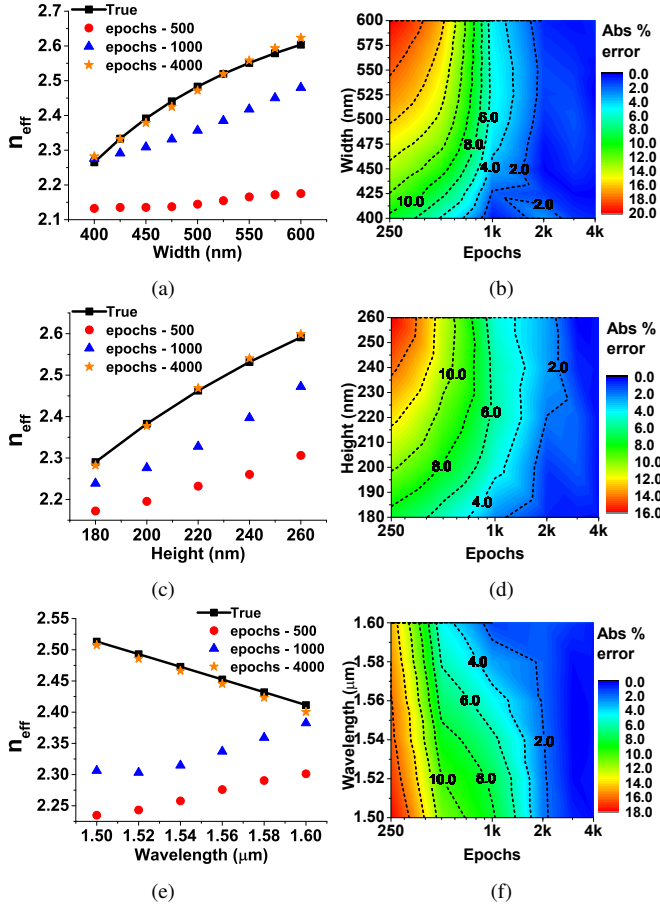 True
epochs - 500
epochs - 1000
epochs - 4000
n_eff
2.7
2.6
2.5
2.4
2.3
2.2
2.1
400 450 500 550 600
Width (nm)
(a)
600
575
550
525
500
475
450
425
400
Width (nm)
6.0
8.0
4.0 2.0
10.0 2.0
250 1k 2k 4k
Epochs
Abs %
error
0.0
2.0
4.0
6.0
8.0
10.0
12.0
14.0
16.0
18.0
20.0
(b)
True
epochs - 500
epochs - 1000
epochs - 4000
n_eff
2.6
2.5
2.4
2.3
2.2
180 200 220 240 260
Height (nm)
(c)
260
250
240
230
220
210
200
190
180
Height (nm)
10.0 2.0
6.0
8.0
4.0
250 1k 2k 4k
Epochs
Abs %
error
0.0
2.0
4.0
6.0
8.0
10.0
12.0
14.0
16.0
(d)
True
epochs - 500
epochs - 1000
epochs - 4000
n_eff
2.55
2.50
2.45
2.40
2.35
2.30
2.25
1.50 1.52 1.54 1.56 1.58 1.60
Wavelength (μm)
(e)
1.60
1.58
1.56
1.54
1.52
1.50
Wavelength(μm)
4.0
6.0
2.0
10.0 8.0
250 1k 2k 4k
Epochs
Abs %
error
0.0
2.0
4.0
6.0
8.0
10.0
12.0
14.0
16.0
18.0
(f)